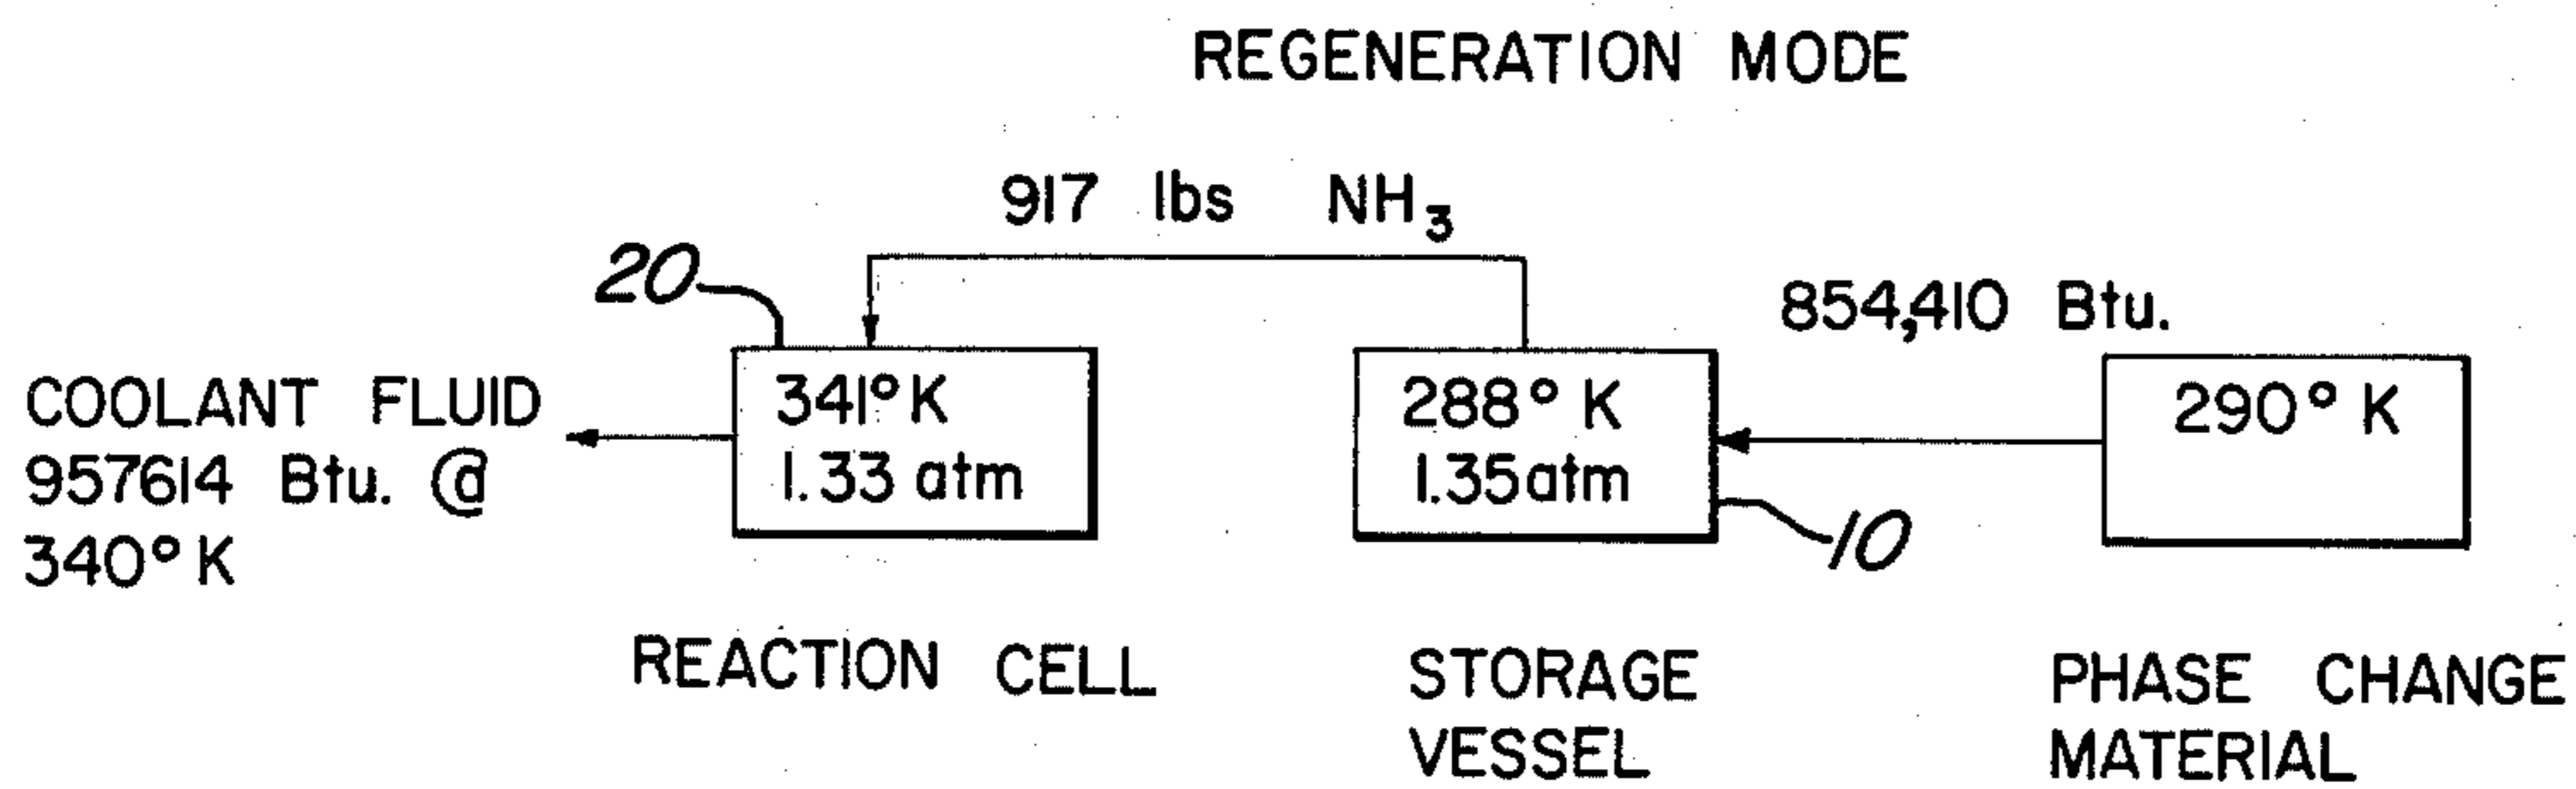 REGENERATION MODE
917 lbs NH₃
20
854,410 Btu.
COOLANT FLUID
957614 Btu. @
340° K
341° K
1.33 atm
288° K
1.35 atm
290° K
10
REACTION CELL
STORAGE
VESSEL
PHASE CHANGE
MATERIAL